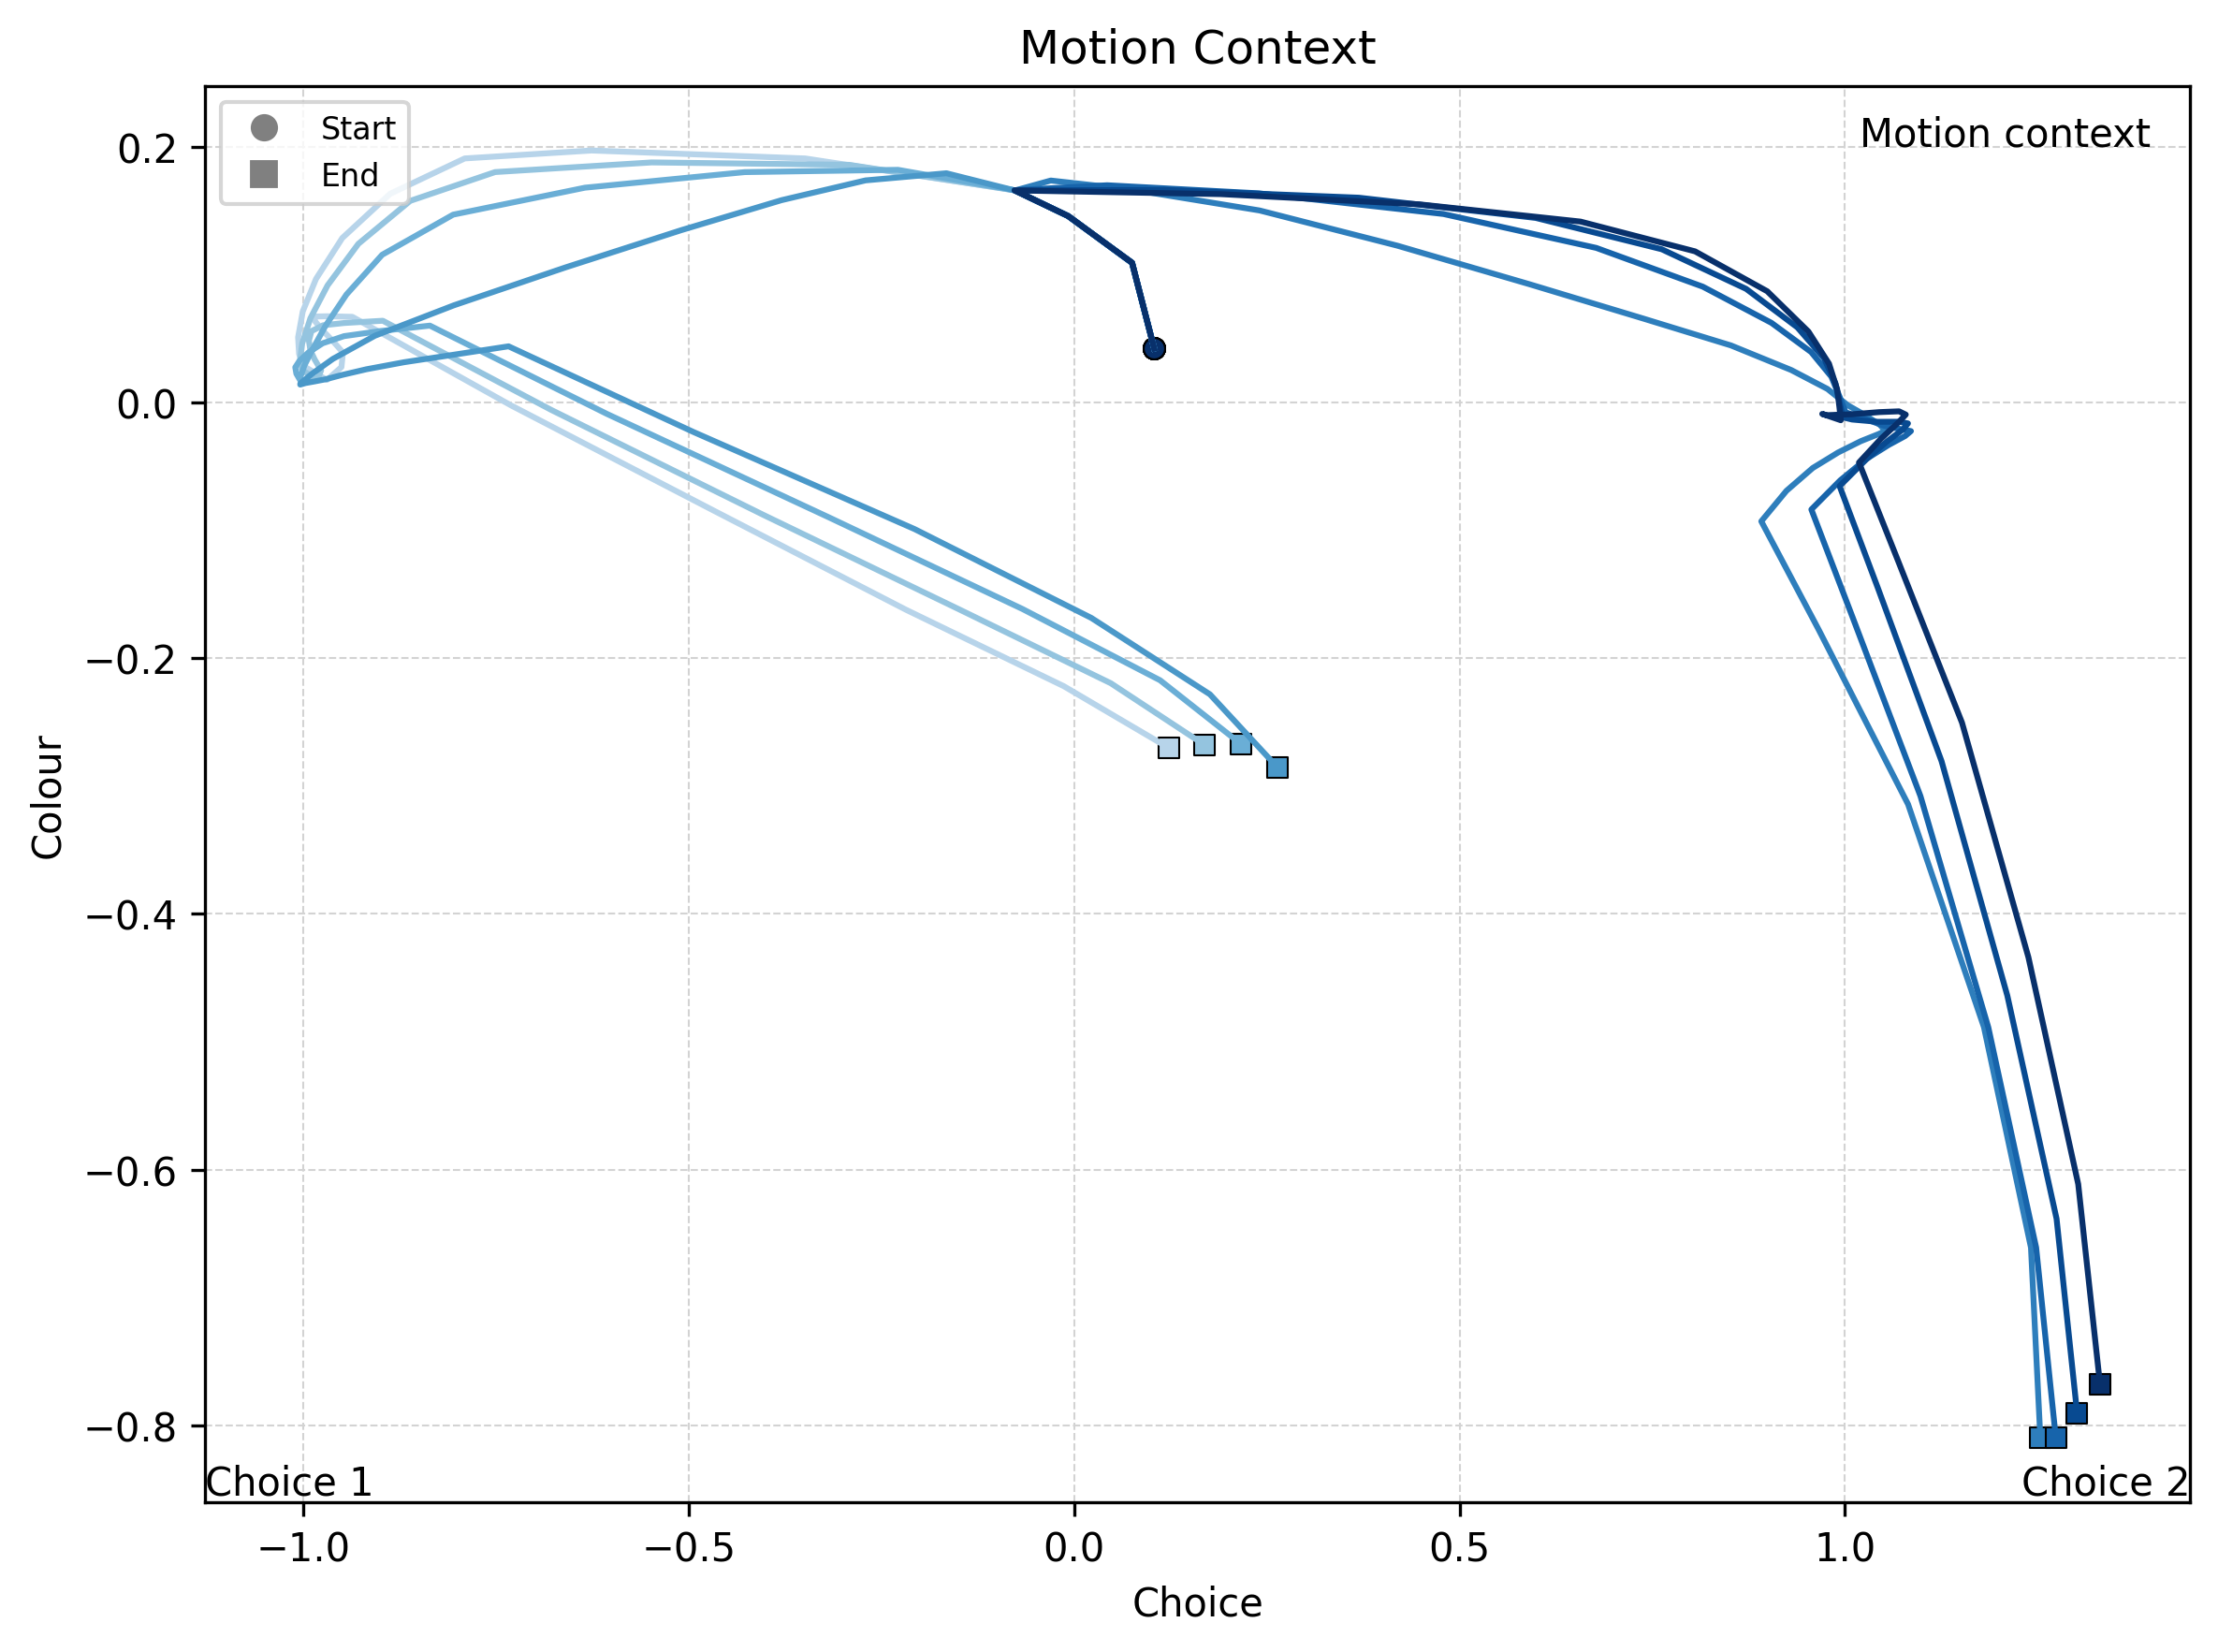 Motion Context
Start
End
Motion context
0.2
0.0
−0.2
−0.4
−0.6
−0.8
Colour
Choice 1
Choice 2
−1.0
−0.5
0.0
0.5
1.0
Choice